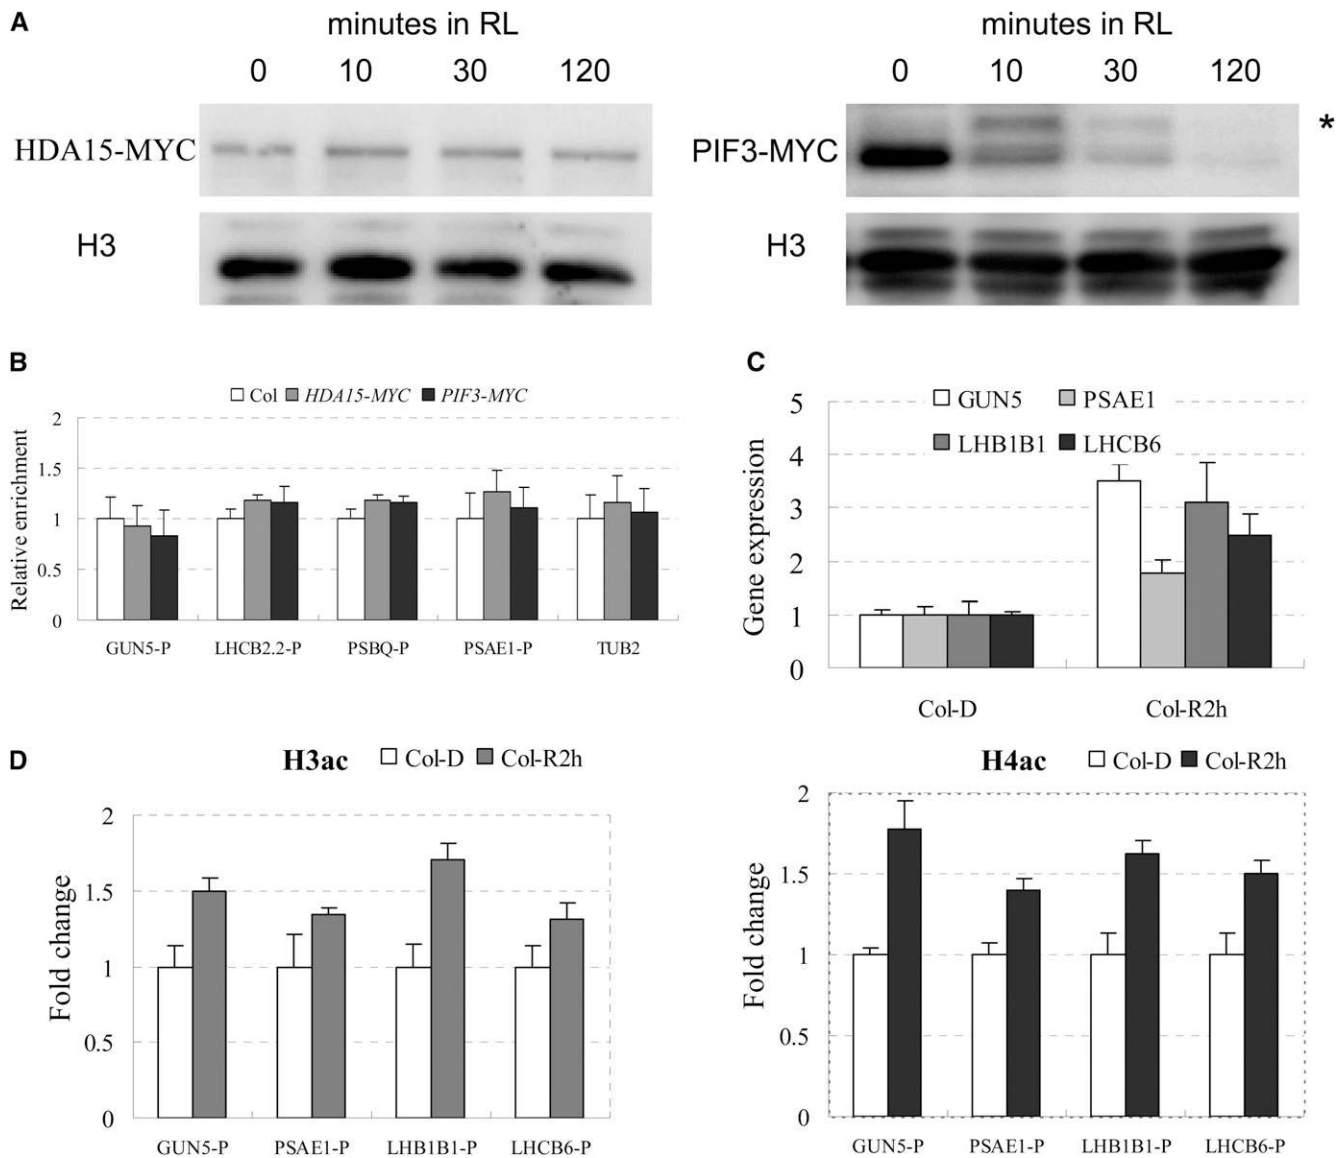 A
minutes in RL
0 10 30 120
HDA15-MYC
H3
minutes in RL
0 10 30 120
PIF3-MYC
*
H3
B
Col HDA15-MYC PIF3-MYC
Relative enrichment
2
1.5
1
0.5
0
GUN5-P LHCB2.2-P PSBQ-P PSAE1-P TUB2
C
GUN5 PSAE1
LHB1B1 LHCB6
Gene expression
5
4
3
2
1
0
Col-D Col-R2h
D
H3ac Col-D Col-R2h
Fold change
2
1.5
1
0.5
0
GUN5-P PSAE1-P LHB1B1-P LHCB6-P
H4ac Col-D Col-R2h
Fold change
2
1.5
1
0.5
0
GUN5-P PSAE1-P LHB1B1-P LHCB6-P